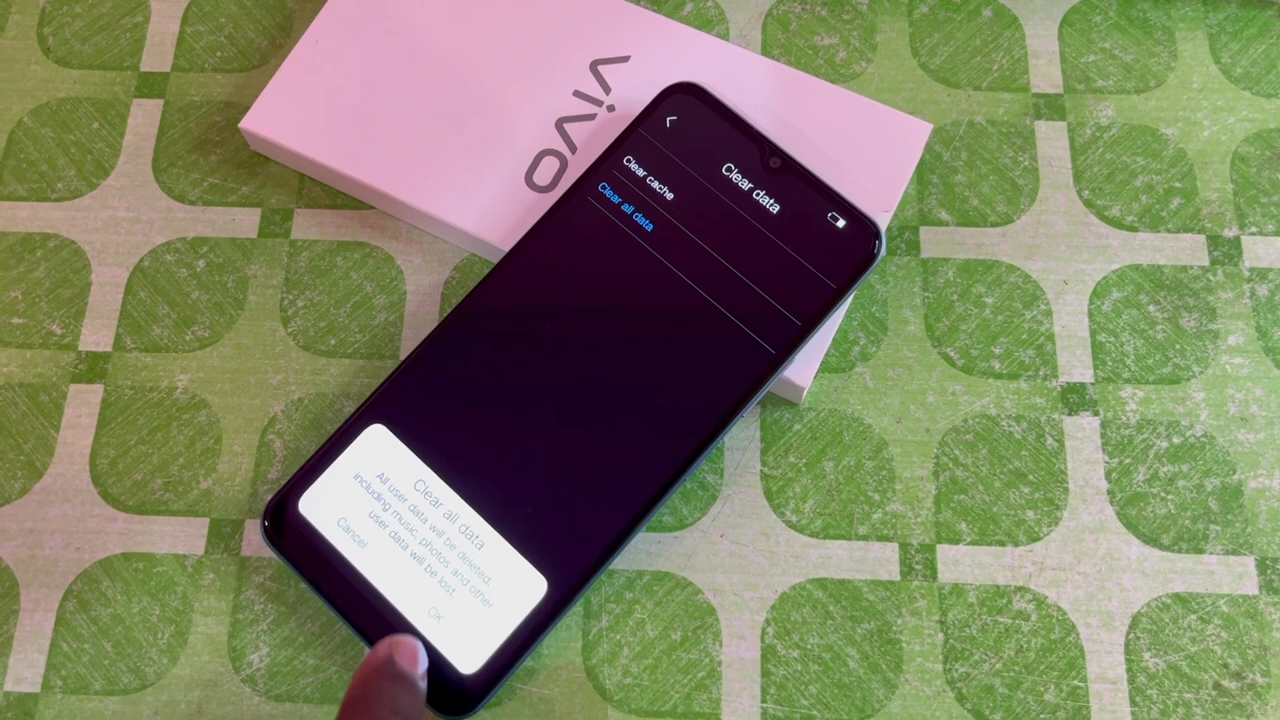 vivo
Clear data
Clear cache
Clear all data
Clear all data
All user data will be deleted,
including music, photos and other
user data will be lost.
Cancel
OK